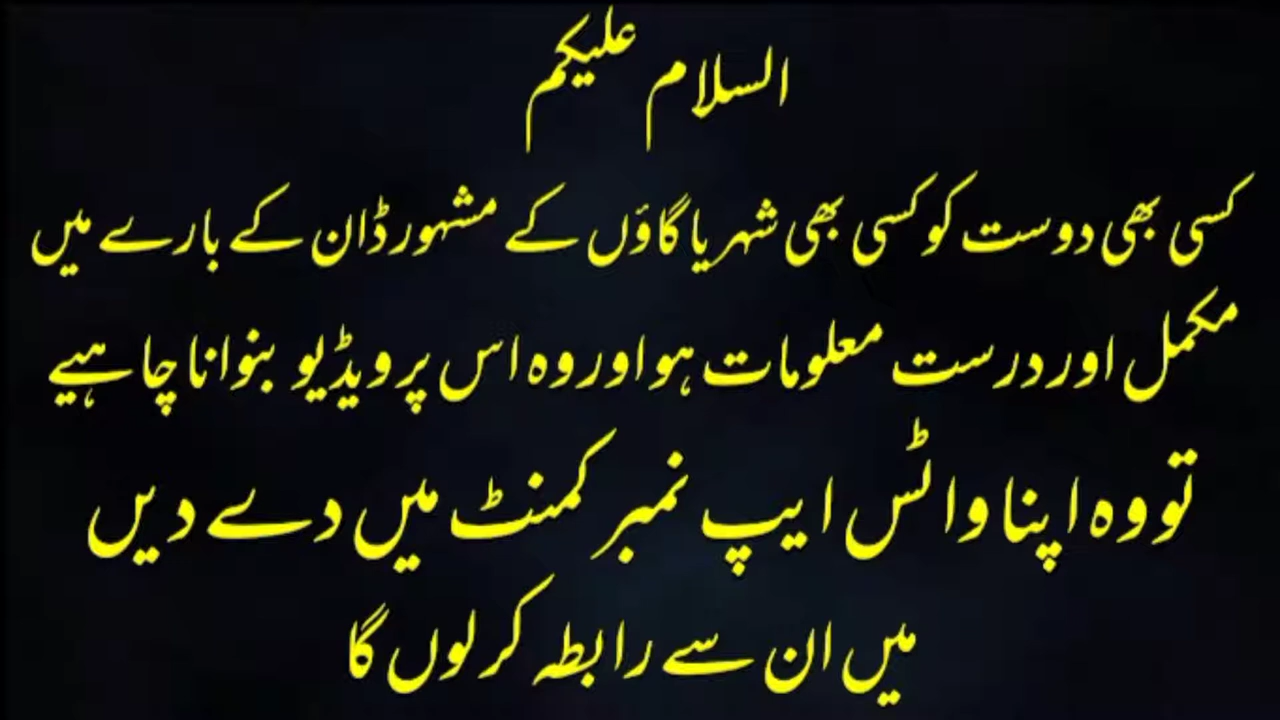 السلام علیکم
کسی بھی دوست کو کسی بھی شہر یا گاؤں کے مشہور ڈان کے بارے میں
مکمل اور درست معلومات ہو اور وہ اس پر ویڈیو بنوانا چاہیے
تو وہ اپنا واٹس ایپ نمبر کمنٹ میں دے دیں
میں ان سے رابطہ کر لوں گا